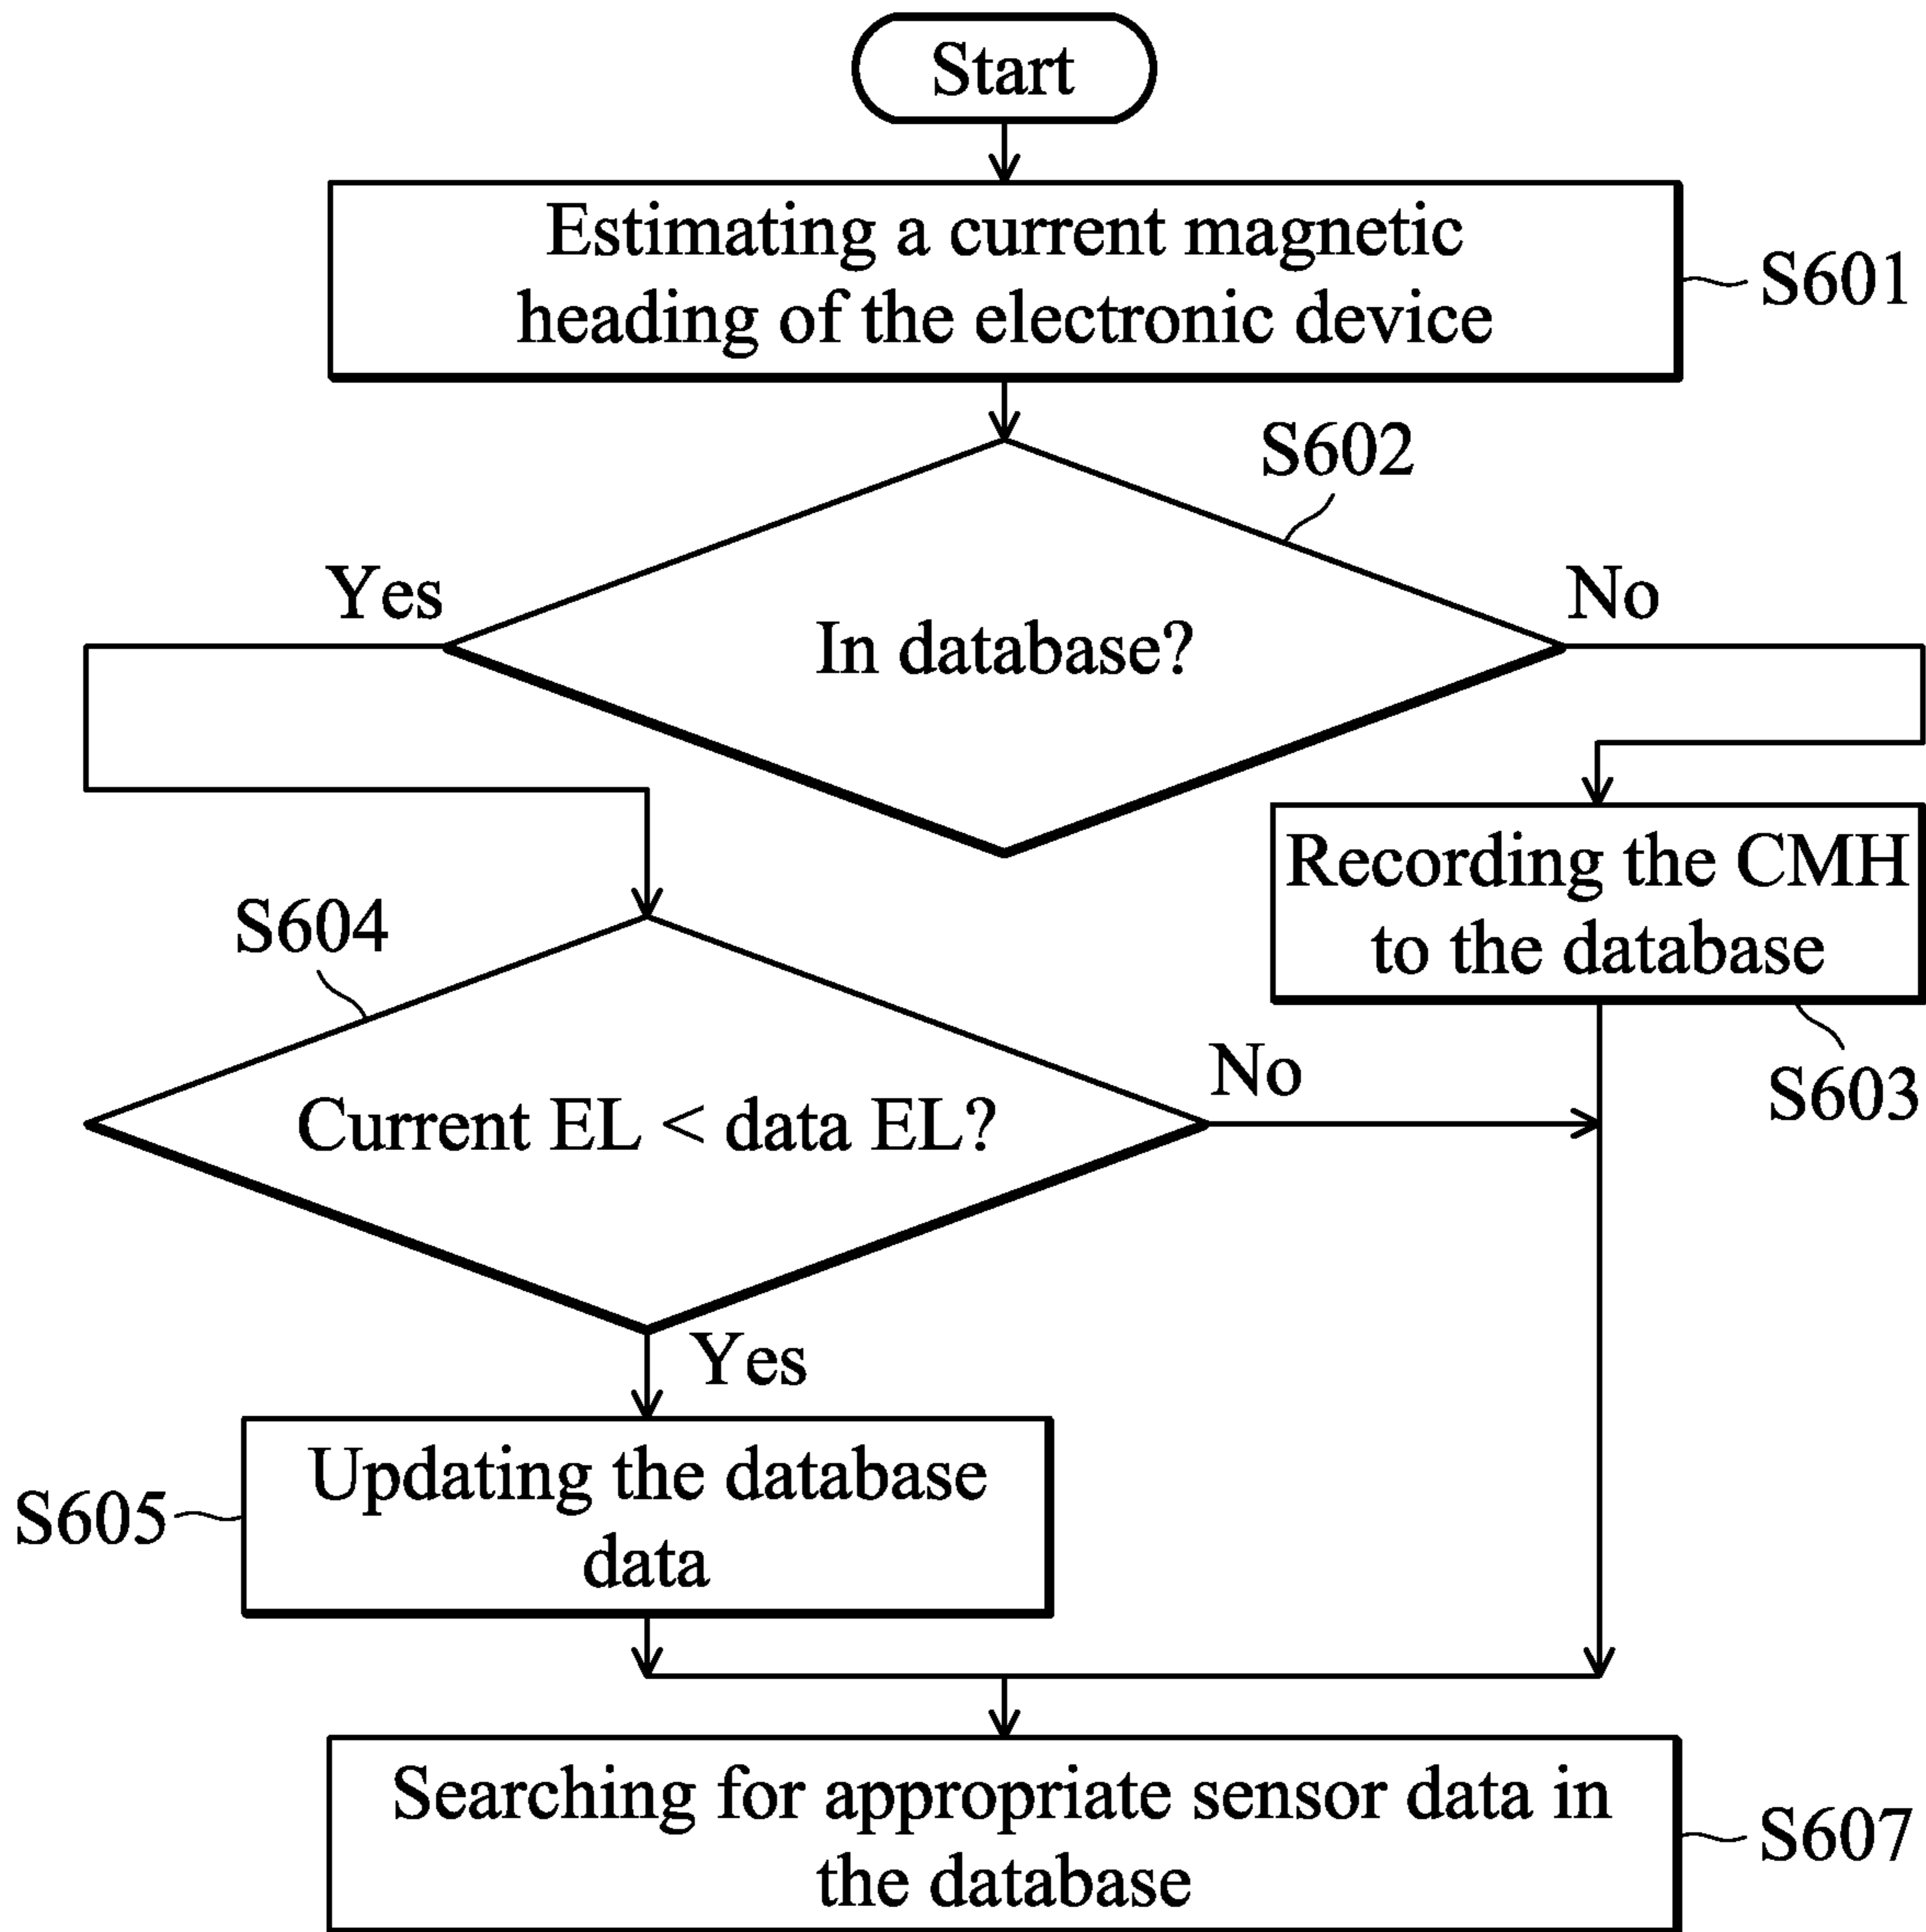 Start
Estimating a current magnetic
heading of the electronic device
S601
S602
Yes
No
In database?
Recording the CMH
to the database
S603
S604
No
Current EL < data EL?
Yes
Updating the database
data
S605
Searching for appropriate sensor data in
the database
S607